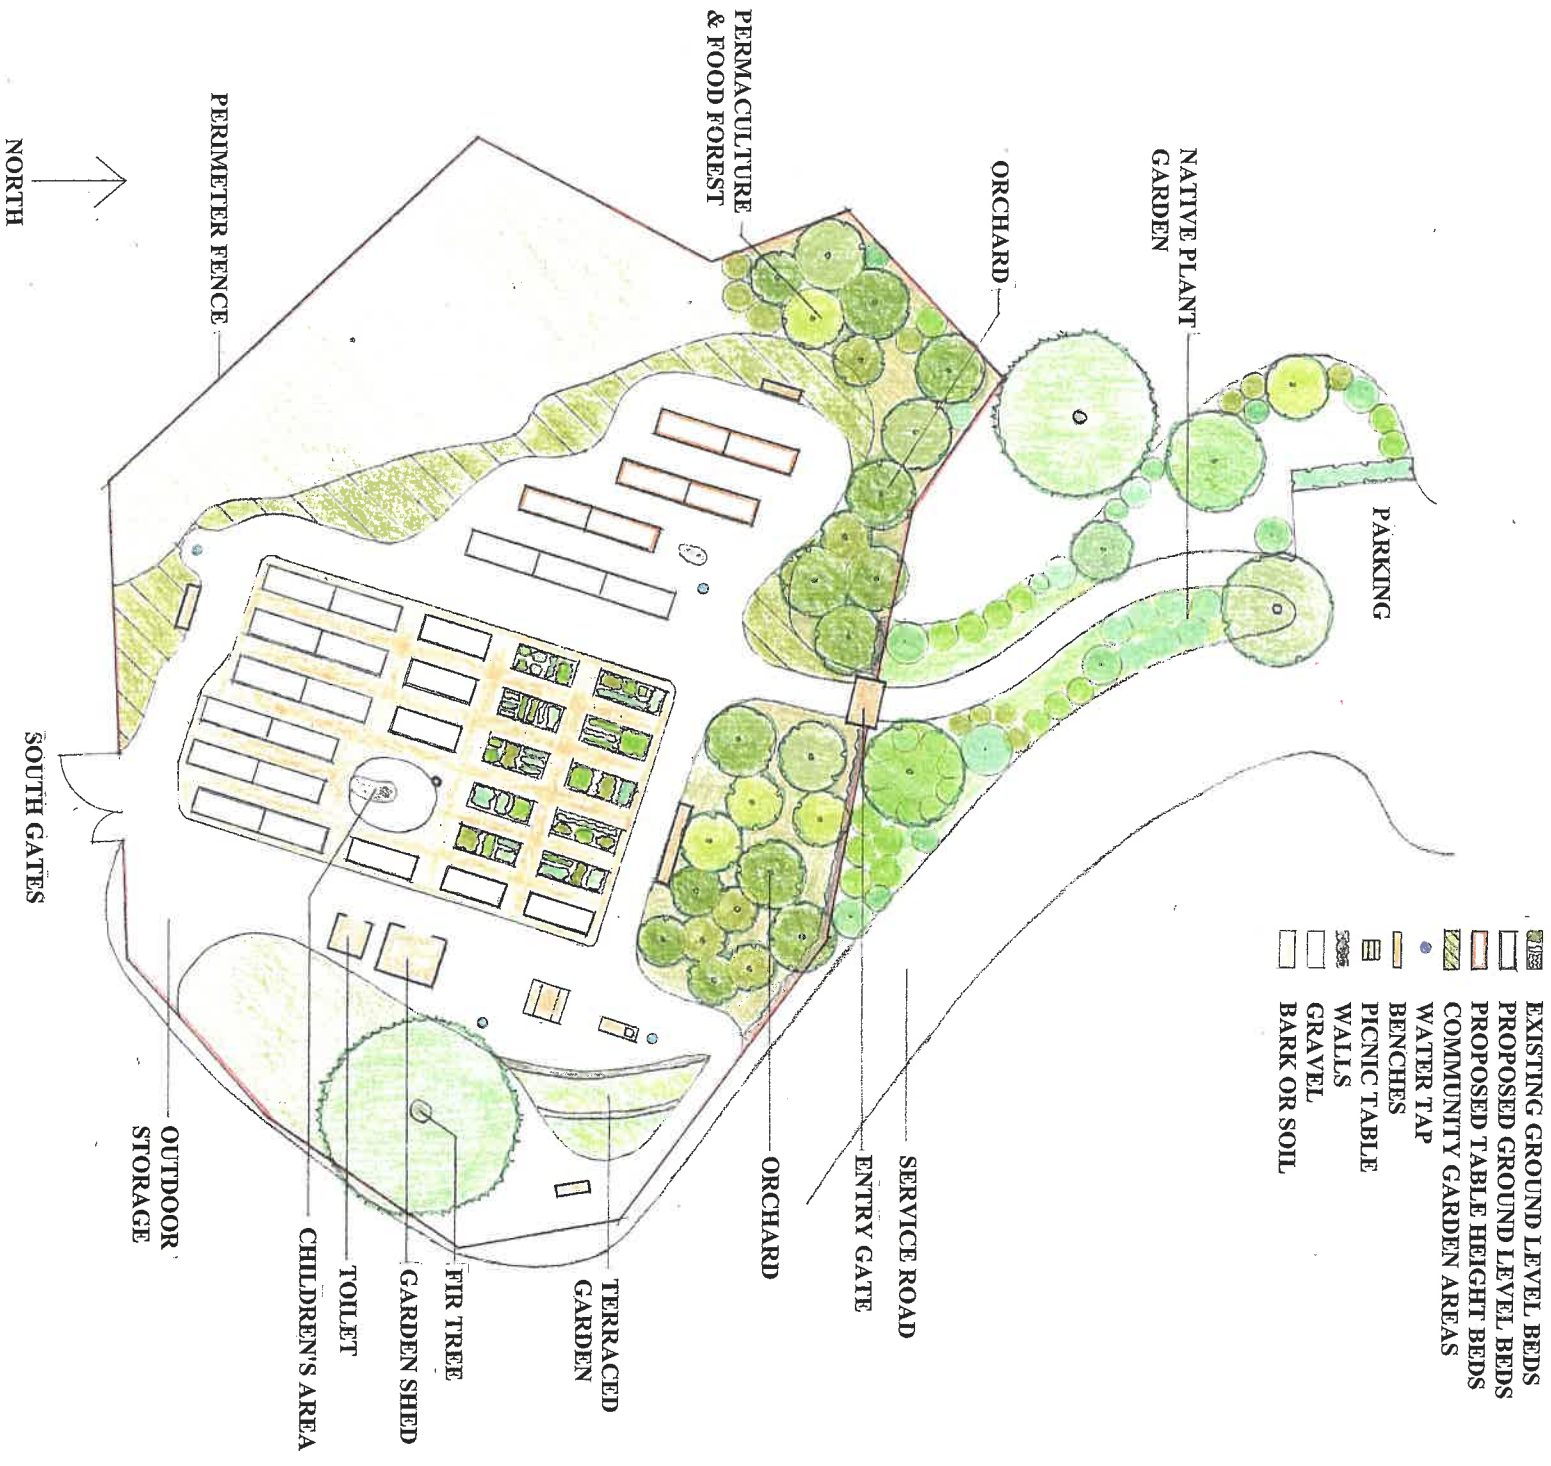 EXISTING GROUND LEVEL BEDS
PROPOSED GROUND LEVEL BEDS
PROPOSED TABLE HEIGHT BEDS
COMMUNITY GARDEN AREAS
WATER TAP
BENCHES
PICNIC TABLE
WALLS
GRAVEL
BARK OR SOIL
PARKING
NATIVE PLANT
GARDEN
ORCHARD
SERVICE ROAD
ENTRY GATE
ORCHARD
PERMACULTURE
& FOOD FOREST
TERRACED
GARDEN
FIR TREE
GARDEN SHED
TOILET
CHILDREN'S AREA
PERIMETER FENCE
OUTDOOR
STORAGE
SOUTH GATES
NORTH